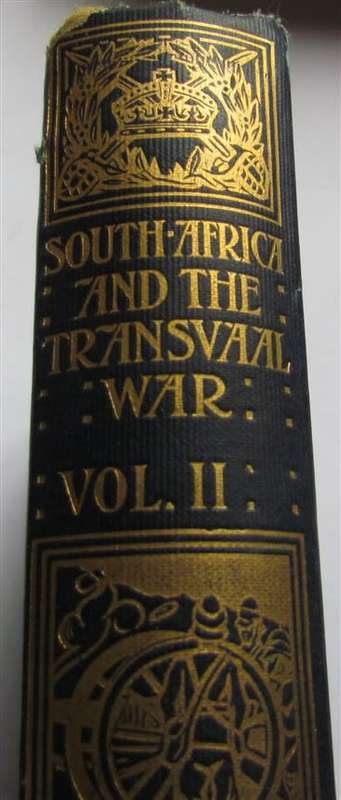 SOUTH·AFRICA
AND THE
TRANSVAAL
WAR
VOL. II